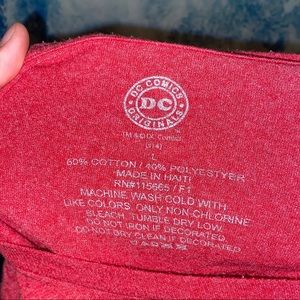 DC COMICS
DC
ORIGINALS
TM & © DC Comics
(s14)
L
60% COTTON / 40% POLYESTYER
MADE IN HAITI
RN#115665 / F1
MACHINE WASH COLD WITH
LIKE COLORS. ONLY NON-CHLORINE
BLEACH. TUMBLE DRY LOW.
DO NOT IRON IF DECORATED.
DO NOT DRY CLEAN IF DECORATED.